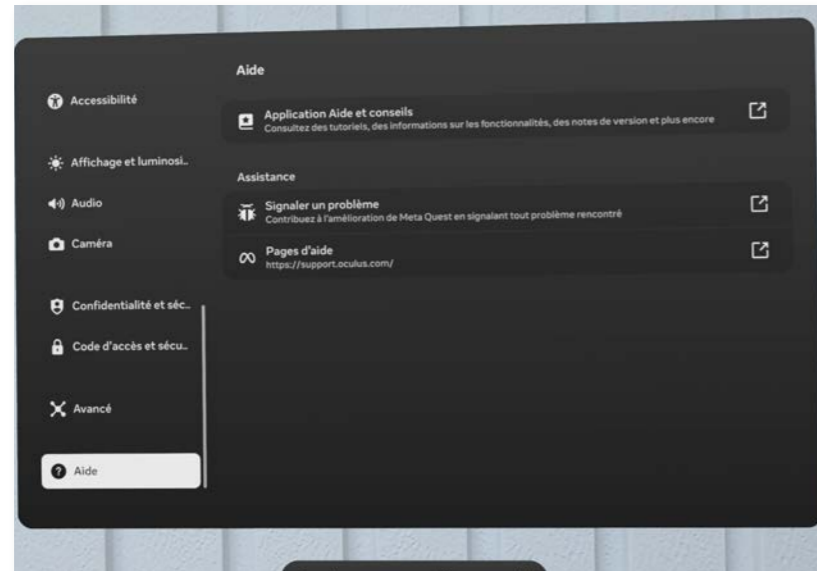 Aide
Accessibilité
Application Aide et conseils
Consultez des tutoriels, des informations sur les fonctionnalités, des notes de version et plus encore
Affichage et luminosi..
Assistance
Audio
Signaler un problème
Contribuez à l'amélioration de Meta Quest en signalant tout problème rencontré
Caméra
Pages d'aide
https://support.oculus.com/
Confidentialité et séc..
Code d'accès et sécu..
Avancé
Aide